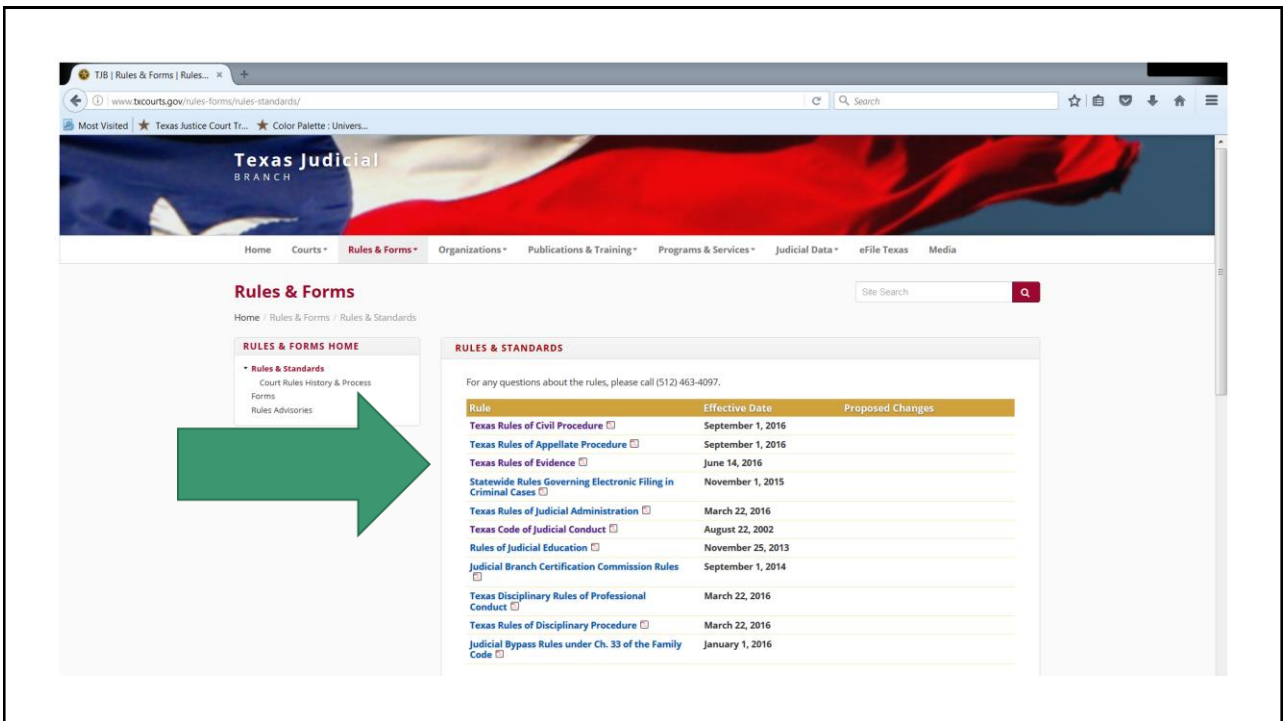 TJB | Rules & Forms | Rules... × +
www.txcourts.gov/rules-forms/rules-standards/
Search
Most Visited Texas Justice Court Tr... Color Palette : Univers...
Texas Judicial
BRANCH
Home Courts Rules & Forms Organizations Publications & Training Programs & Services Judicial Data eFile Texas Media
Rules & Forms
Site Search
Home / Rules & Forms / Rules & Standards
RULES & FORMS HOME
Rules & Standards
Court Rules History & Process
Forms
Rules Advisories
RULES & STANDARDS
For any questions about the rules, please call (512) 463-4097.
Rule Effective Date Proposed Changes
Texas Rules of Civil Procedure September 1, 2016
Texas Rules of Appellate Procedure September 1, 2016
Texas Rules of Evidence June 14, 2016
Statewide Rules Governing Electronic Filing in November 1, 2015
Criminal Cases
Texas Rules of Judicial Administration March 22, 2016
Texas Code of Judicial Conduct August 22, 2002
Rules of Judicial Education November 25, 2013
Judicial Branch Certification Commission Rules September 1, 2014
Texas Disciplinary Rules of Professional March 22, 2016
Conduct
Texas Rules of Disciplinary Procedure March 22, 2016
Judicial Bypass Rules under Ch. 33 of the Family January 1, 2016
Code